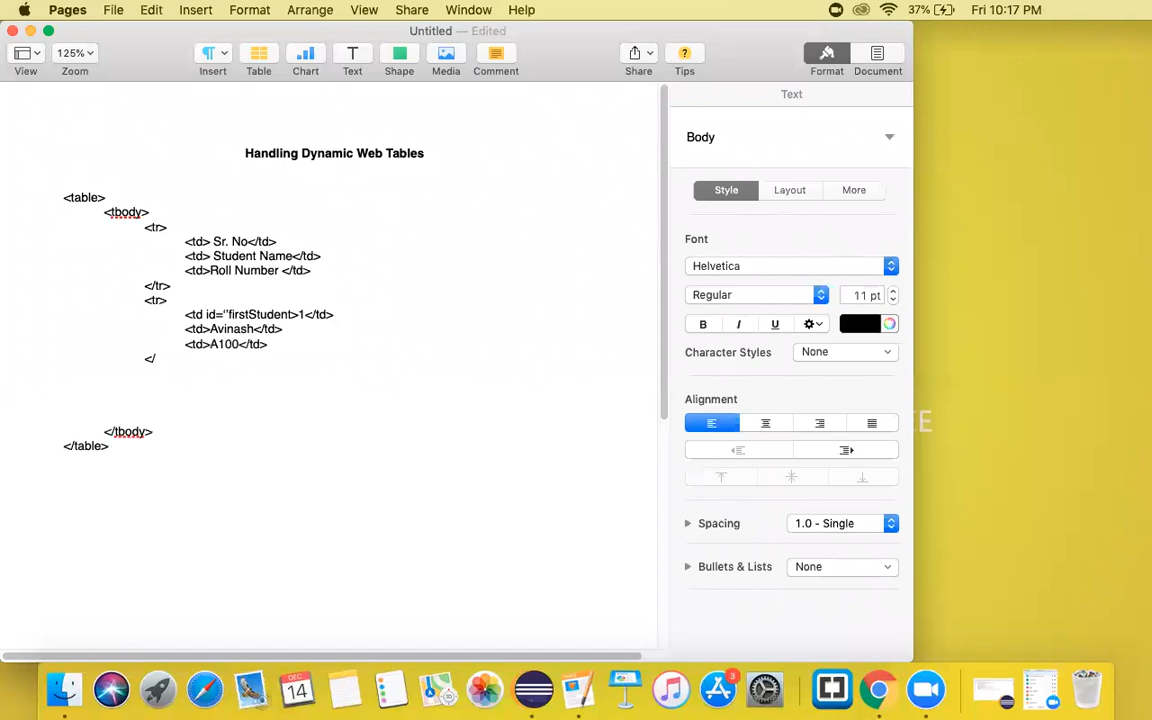 Pages File Edit Insert Format Arrange View Share Window Help 37% Fri 10:17 PM
Untitled — Edited
125%
View Zoom Insert Table Chart Text Shape Media Comment Share Tips Format Document
Text
Body
Style Layout More
Font
Helvetica
Regular 11 pt
B I U
Character Styles None
Alignment
Spacing 1.0 - Single
Bullets & Lists None
Handling Dynamic Web Tables
<table>
<tbody>
<tr>
<td> Sr. No</td>
<td> Student Name</td>
<td>Roll Number </td>
</tr>
<tr>
<td id="firstStudent>1</td>
<td>Avinash</td>
<td>A100</td>
</
</tbody>
</table>
E
DEC
14
3